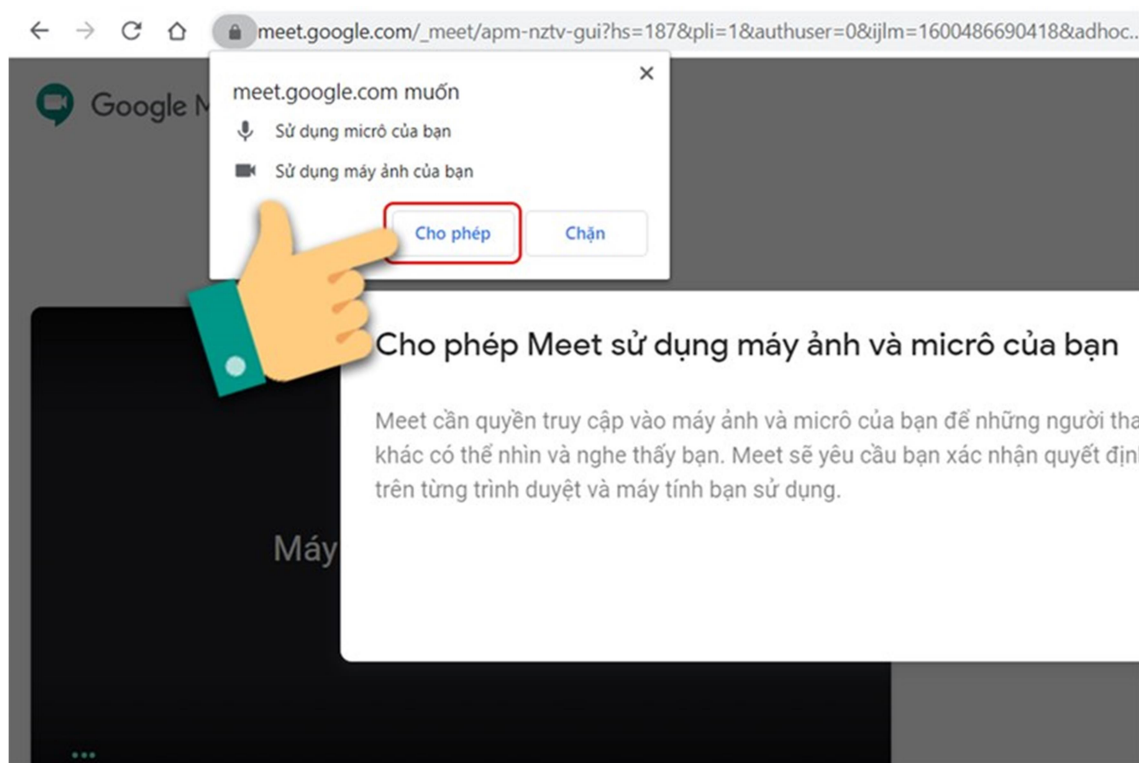 meet.google.com/_meet/apm-nztv-gui?hs=187&pli=1&authuser=0&ijlm=1600486690418&adhoc...
Google M
meet.google.com muốn
Sử dụng micrô của bạn
Sử dụng máy ảnh của bạn
Cho phép
Chặn
Cho phép Meet sử dụng máy ảnh và micrô của bạn
Meet cần quyền truy cập vào máy ảnh và micrô của bạn để những người tha
khác có thể nhìn và nghe thấy bạn. Meet sẽ yêu cầu bạn xác nhận quyết địn
trên từng trình duyệt và máy tính bạn sử dụng.
Máy